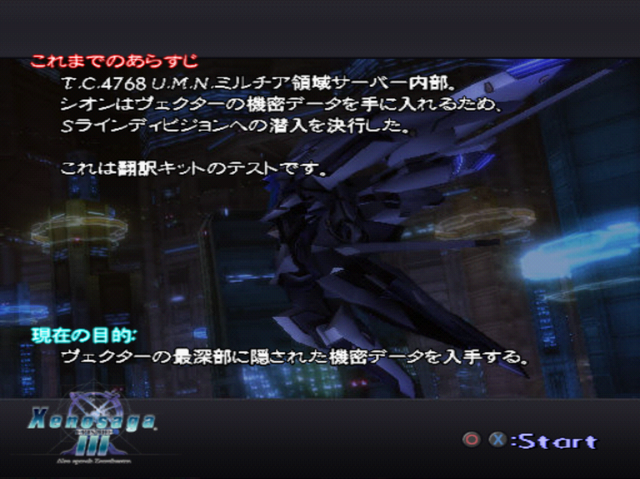 これまでのあらすじ
T.C.4768 U.M.N.ミルチア領域サーバー内部。
シオンはヴェクターの機密データを手に入れるため、
Sラインディビジョンへの潜入を決行した。
これは翻訳キットのテストです。
現在の目的:
ヴェクターの最深部に隠された機密データを入手する。
Xenosaga
III
Also sprach Zarathustra
:Start